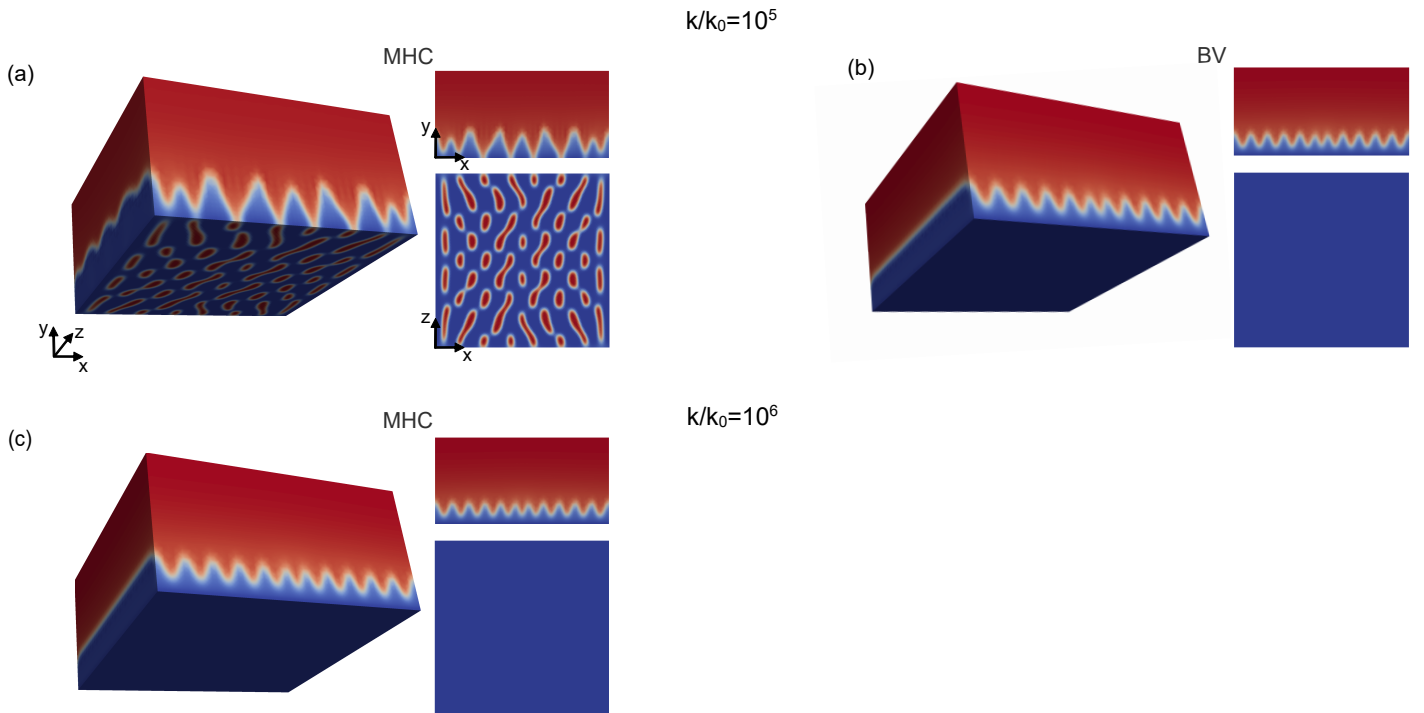 k/k₀=10⁵
MHC
(a)
y
x
z
x
y
z
x
(b)
BV
k/k₀=10⁶
MHC
(c)